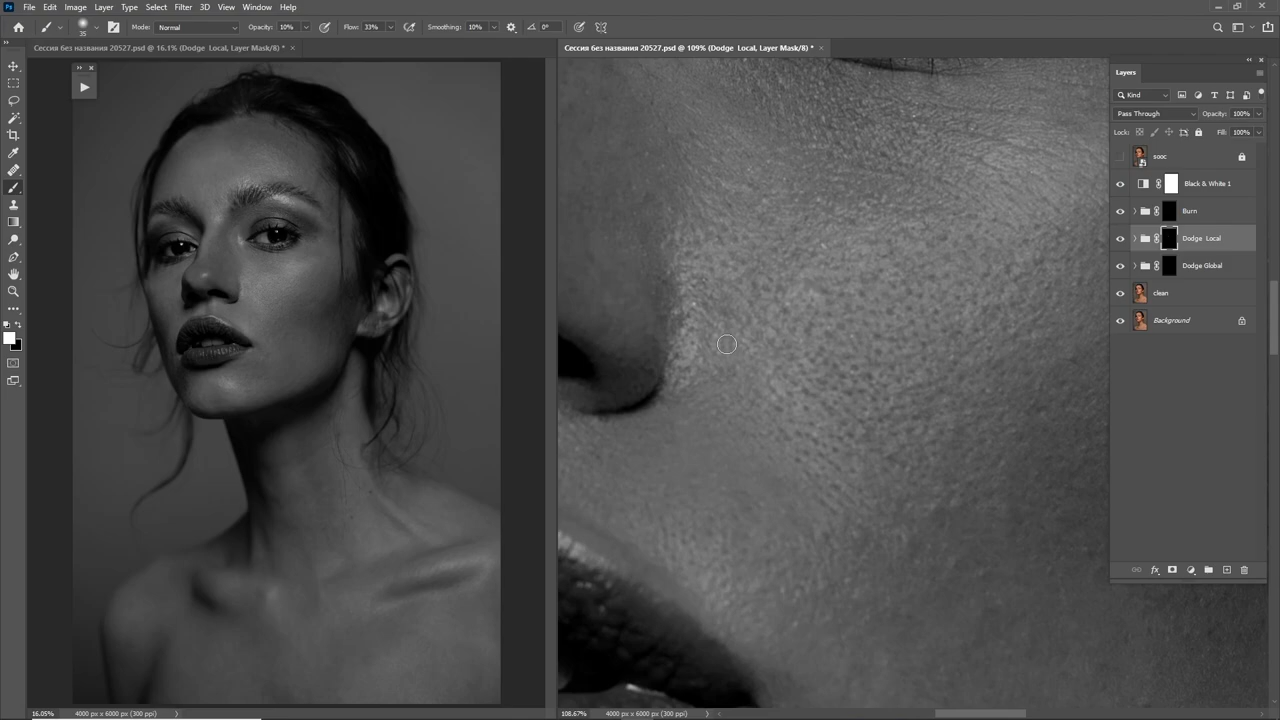 Ps File Edit Image Layer Type Select Filter 3D View Window Help
35 Mode: Normal Opacity: 10% Flow: 33% Smoothing: 10% 0°
Сессия без названия 20527.psd @ 16.1% (Dodge Local, Layer Mask/8) *
Сессия без названия 20527.psd @ 109% (Dodge Local, Layer Mask/8) *
Layers
Kind
Pass Through Opacity: 100%
Lock: Fill: 100%
sooc
Black & White 1
Burn
Dodge Local
Dodge Global
clean
Background
fx
16.05% 4000 px x 6000 px (300 ppi)
108.67% 4000 px x 6000 px (300 ppi)